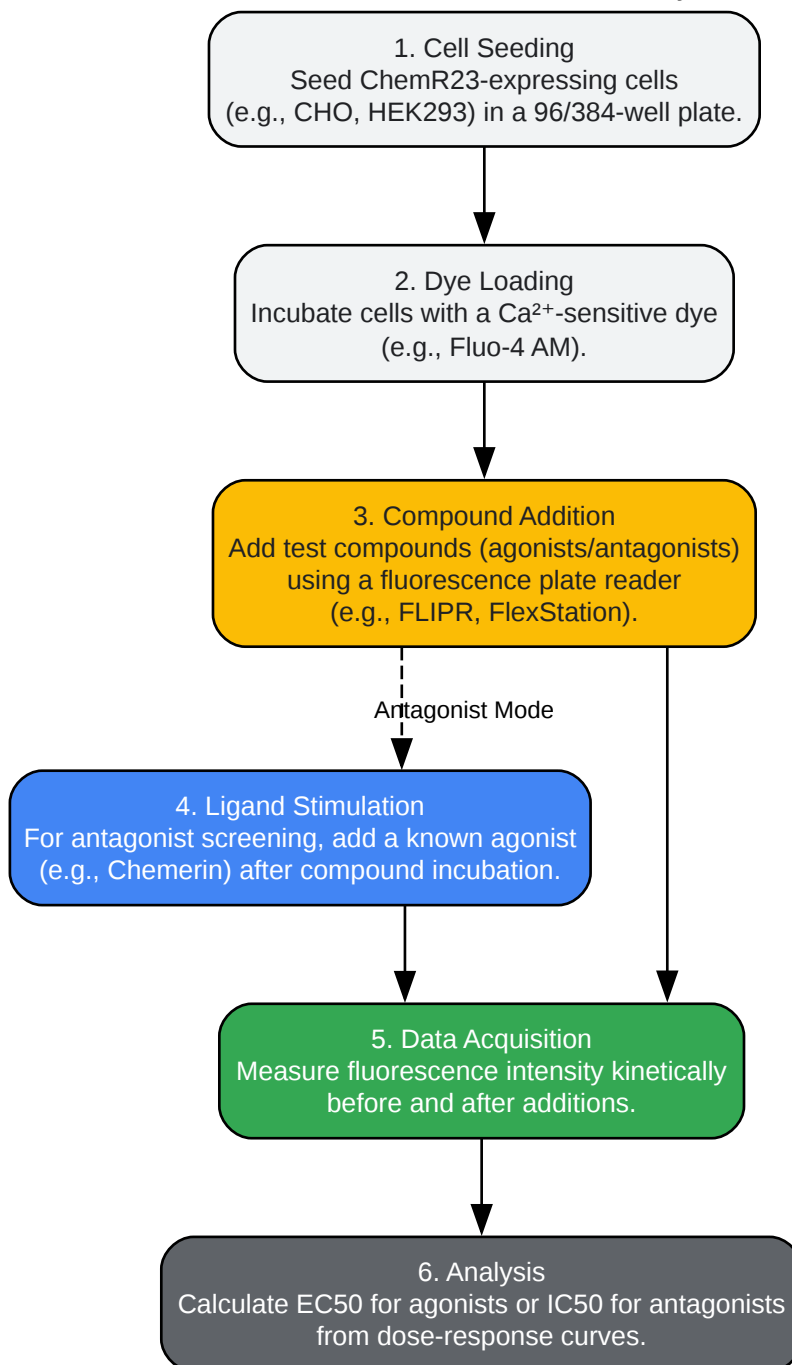 1. Cell Seeding
Seed ChemR23-expressing cells
(e.g., CHO, HEK293) in a 96/384-well plate.
2. Dye Loading
Incubate cells with a Ca²⁺-sensitive dye
(e.g., Fluo-4 AM).
3. Compound Addition
Add test compounds (agonists/antagonists)
using a fluorescence plate reader
(e.g., FLIPR, FlexStation).
Antagonist Mode
4. Ligand Stimulation
For antagonist screening, add a known agonist
(e.g., Chemerin) after compound incubation.
5. Data Acquisition
Measure fluorescence intensity kinetically
before and after additions.
6. Analysis
Calculate EC50 for agonists or IC50 for antagonists
from dose-response curves.